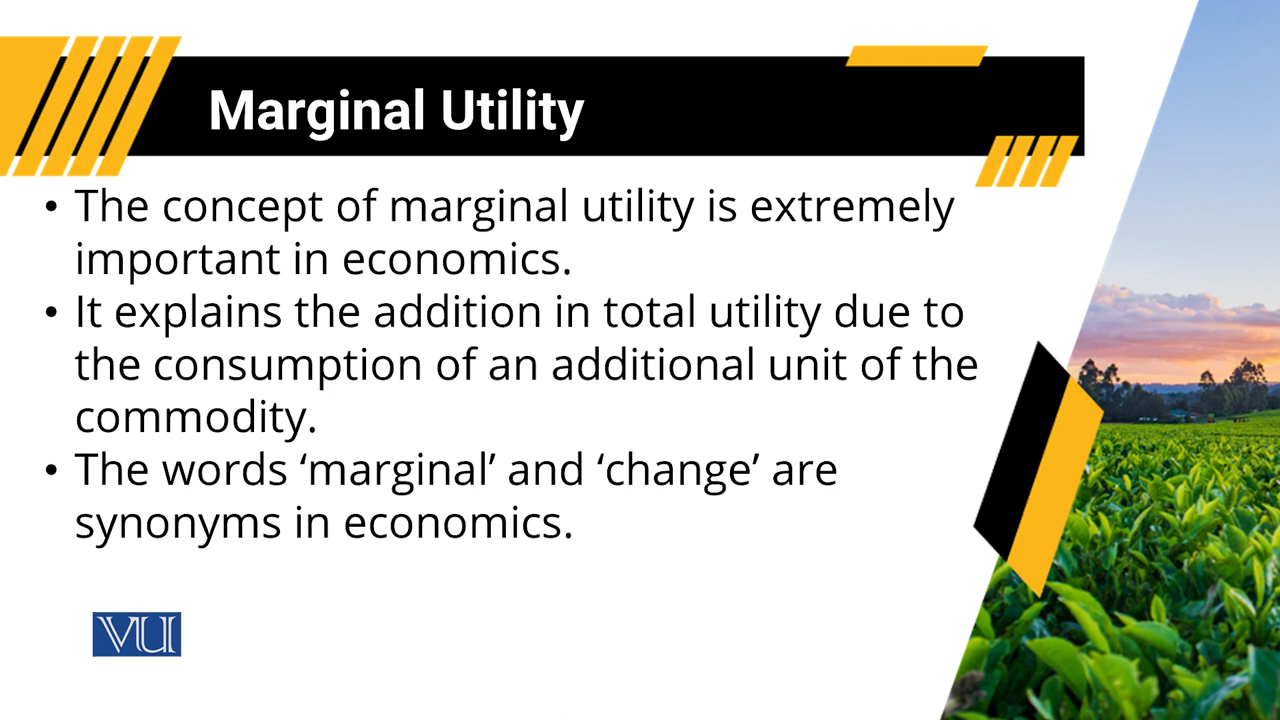 Marginal Utility
• The concept of marginal utility is extremely
important in economics.
• It explains the addition in total utility due to
the consumption of an additional unit of the
commodity.
• The words ‘marginal’ and ‘change’ are
synonyms in economics.
VU